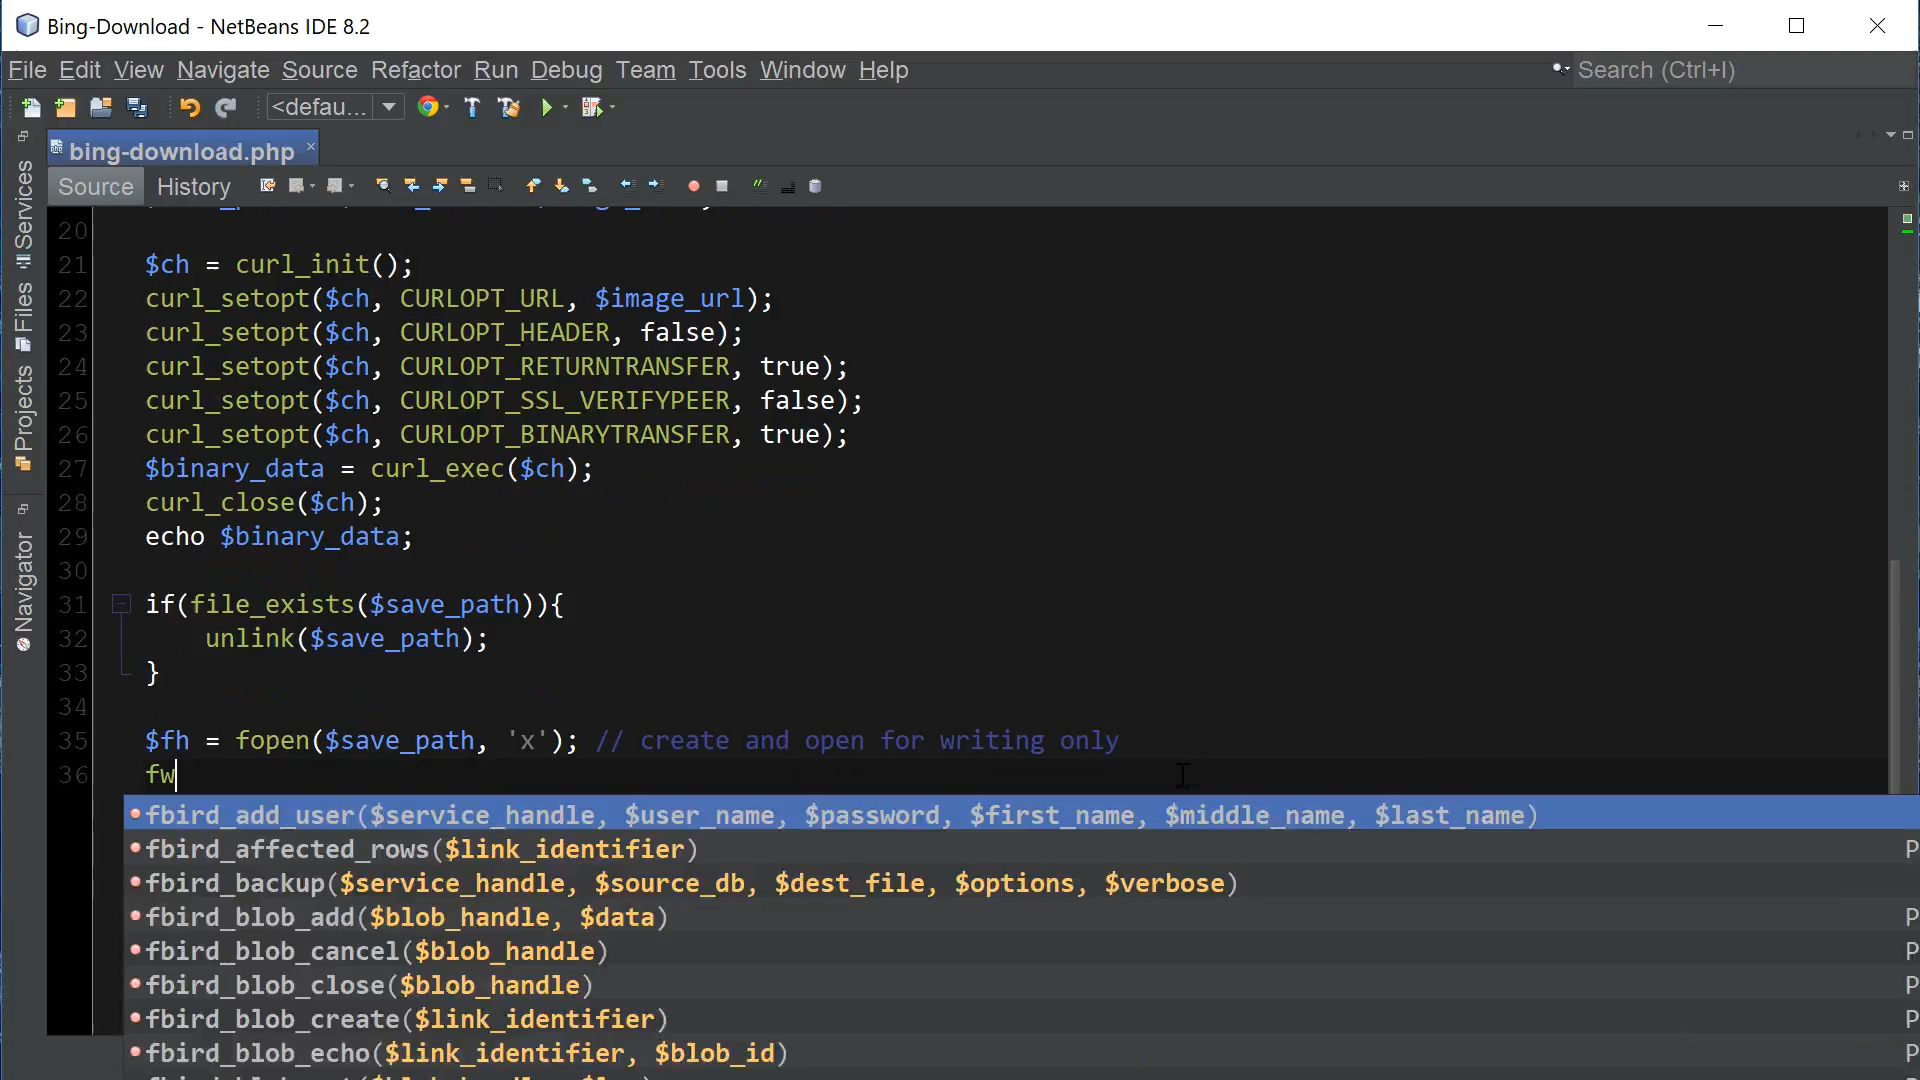 Bing-Download - NetBeans IDE 8.2
File Edit View Navigate Source Refactor Run Debug Team Tools Window Help
Search (Ctrl+I)
<defau...
bing-download.php
Source History
Services
Files
Projects
Navigator
20
21 $ch = curl_init();
22 curl_setopt($ch, CURLOPT_URL, $image_url);
23 curl_setopt($ch, CURLOPT_HEADER, false);
24 curl_setopt($ch, CURLOPT_RETURNTRANSFER, true);
25 curl_setopt($ch, CURLOPT_SSL_VERIFYPEER, false);
26 curl_setopt($ch, CURLOPT_BINARYTRANSFER, true);
27 $binary_data = curl_exec($ch);
28 curl_close($ch);
29 echo $binary_data;
30
31 if(file_exists($save_path)){
32 unlink($save_path);
33 }
34
35 $fh = fopen($save_path, 'x'); // create and open for writing only
36 fw
fbird_add_user($service_handle, $user_name, $password, $first_name, $middle_name, $last_name)
fbird_affected_rows($link_identifier) P
fbird_backup($service_handle, $source_db, $dest_file, $options, $verbose)
fbird_blob_add($blob_handle, $data) P
fbird_blob_cancel($blob_handle) P
fbird_blob_close($blob_handle) P
fbird_blob_create($link_identifier) P
fbird_blob_echo($link_identifier, $blob_id) P